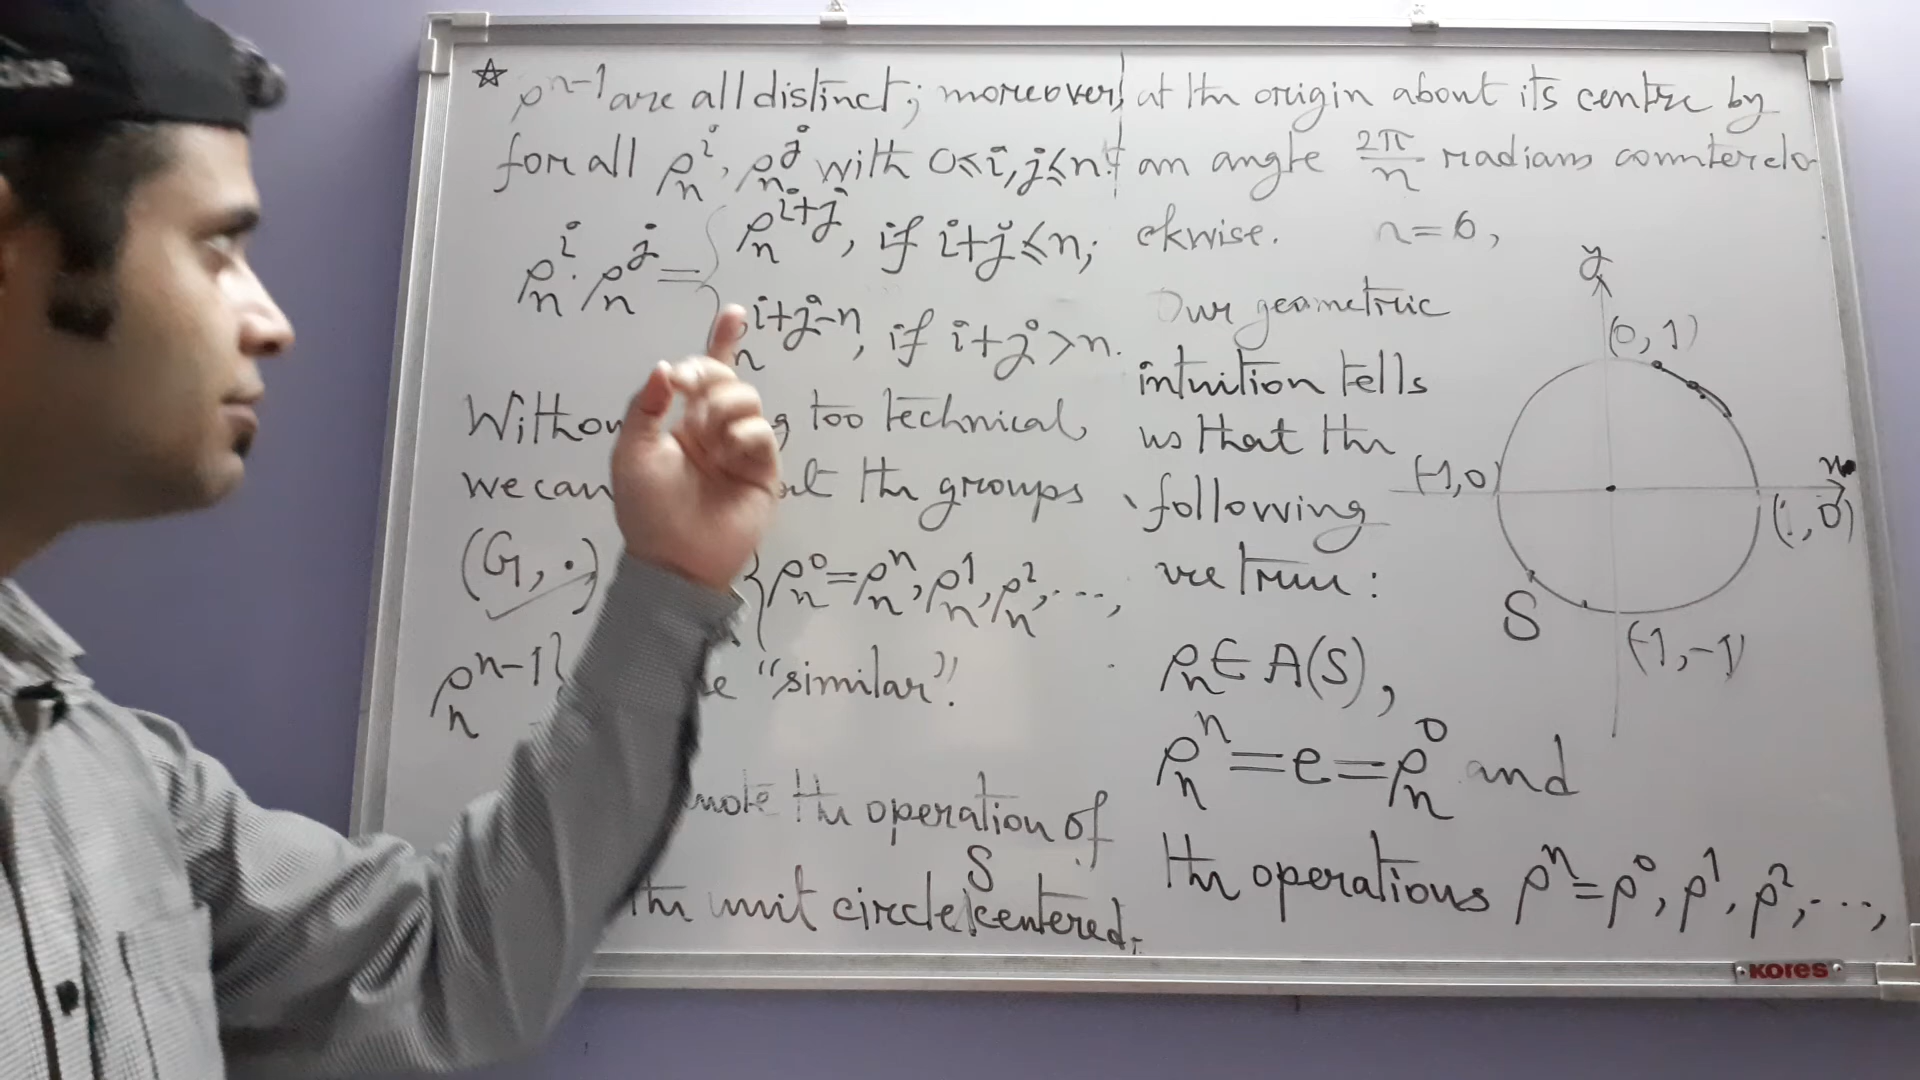 ☆ ρ^{n-1} are all distinct; moreover,
for all ρ_n^i, ρ_n^j with 0≤i,j≤n:
ρ_n^i · ρ_n^j = { ρ_n^{i+j}, if i+j≤n;
ρ_n^{i+j-n}, if i+j>n.
too technical,
we can the groups
(G, ·) {ρ_n^0=ρ_n^n, ρ_n^1, ρ_n^2, ...,
ρ_n^{n-1}} "similar".
the operation of
the unit circle S centered
at the origin about its centre by
an angle 2π/n radians counterclo
ckwise. n=6,
Our geometric
intuition tells
us that the
following
are true:
ρ_n ∈ A(S),
ρ_n^n = e = ρ_n^0 and
the operations ρ^n=ρ^0, ρ^1, ρ^2, ...,
y
(0,1)
(-1,0)
x
(1,0)
S
(-1,-1)
KORES